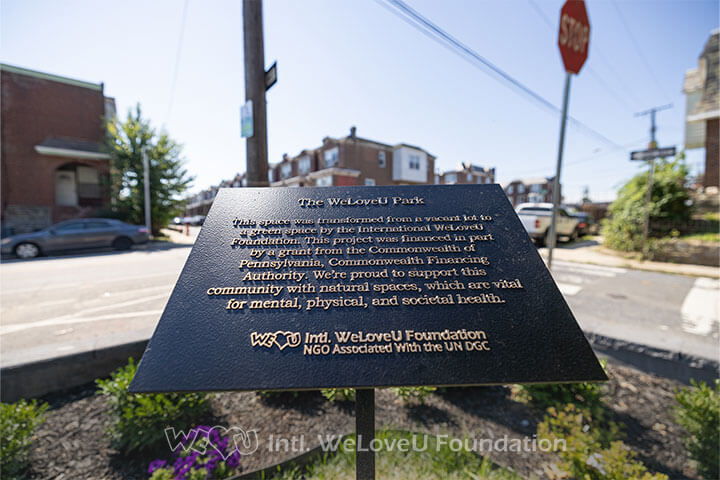 STOP
The WeLoveU Park
This space was transformed from a vacant lot to
a green space by the International WeLoveU
Foundation. This project was financed in part
by a grant from the Commonwealth of
Pennsylvania, Commonwealth Financing
Authority. We're proud to support this
community with natural spaces, which are vital
for mental, physical, and societal health.
WE♡U Intl. WeLoveU Foundation
NGO Associated With the UN DGC
WE♡U Intl. WeLoveU Foundation